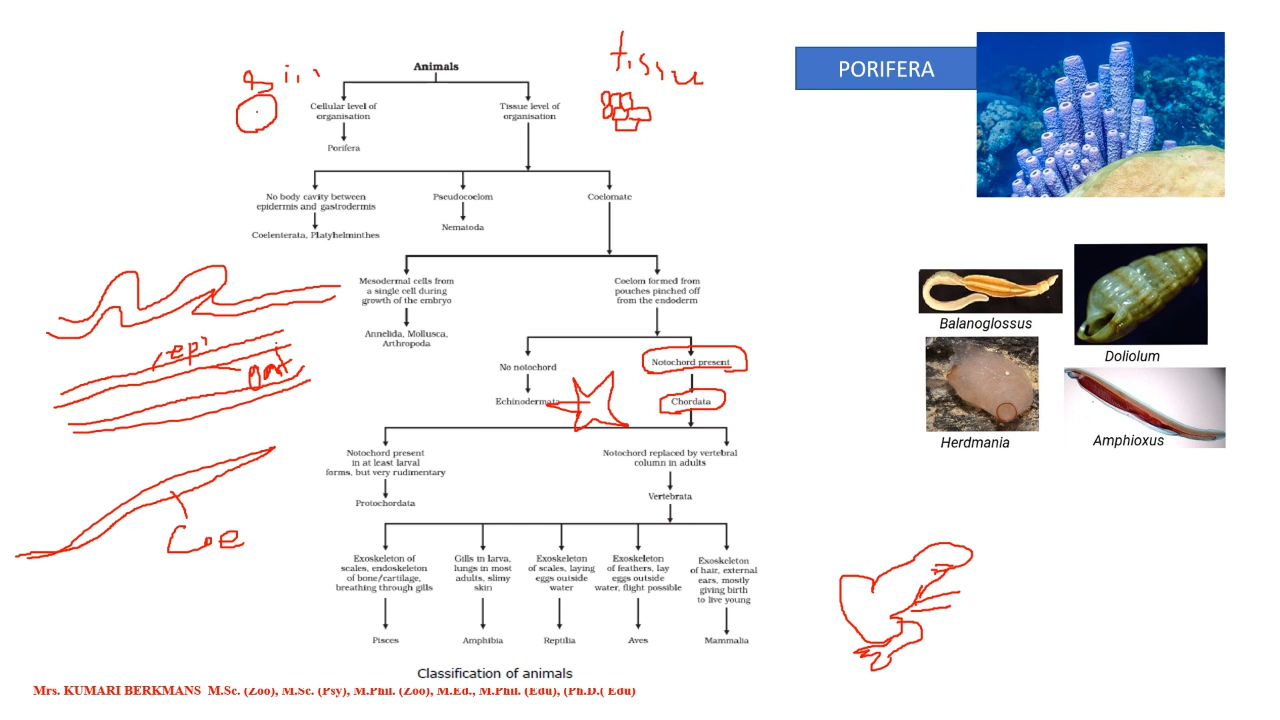 Animals
tissu
PORIFERA
Cellular level of
organisation
Tissue level of
organisation
Porifera
No body cavity between
epidermis and gastrodermis
Pseudocoelom
Coelomate
Coelenterata, Platyhelminthes
Nematoda
Mesodermal cells from
a single cell during
growth of the embryo
Coelom formed from
pouches pinched off
from the endoderm
Annelida, Mollusca,
Arthropoda
Balanoglossus
Doliolum
epi
No notochord
Notochord present
Echinodermata
Chordata
Herdmania
Amphioxus
Notochord present
in at least larval
forms, but very rudimentary
Notochord replaced by vertebral
column in adults
Protochordata
Vertebrata
Coe
Exoskeleton of
scales, endoskeleton
of bone/cartilage,
breathing through gills
Gills in larva,
lungs in most
adults, slimy
skin
Exoskeleton
of scales, laying
eggs outside
water
Exoskeleton
of feathers, lay
eggs outside
water, flight possible
Exoskeleton
of hair, external
ears, mostly
giving birth
to live young
Pisces
Amphibia
Reptilia
Aves
Mammalia
Classification of animals
Mrs. KUMARI BERKMANS M.Sc. (Zoo), M.Sc. (Psy), M.Phil. (Zoo), M.Ed., M.Phil. (Edu), (Ph.D.( Edu)